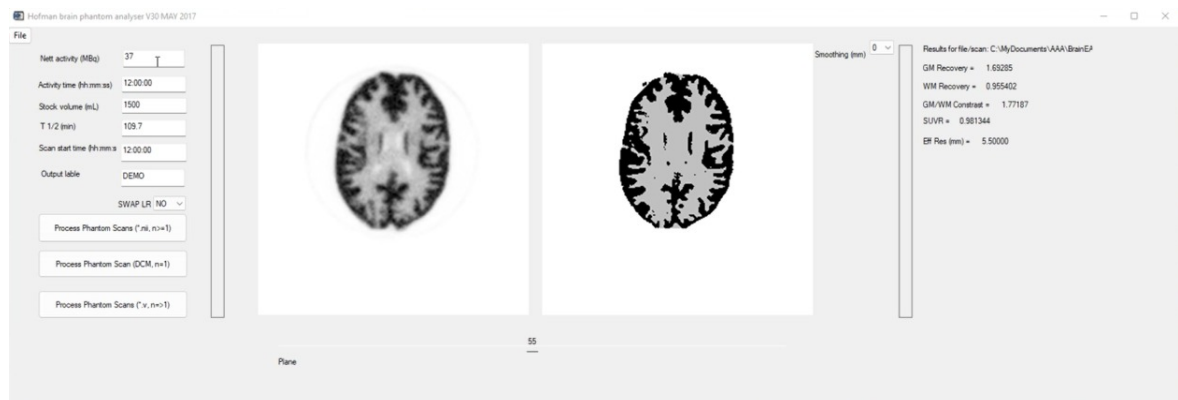 Hofman brain phantom analyser V30 MAY 2017
File
Nett activity (MBq) 37
Activity time (hh:mm:ss) 12:00:00
Stock volume (mL) 1500
T 1/2 (min) 109.7
Scan start time (hh:mm:s 12:00:00
Output lable DEMO
SWAP LR NO
Process Phantom Scans (*.nii, n>=1)
Process Phantom Scan (DCM, n=1)
Process Phantom Scans (*.v, n=>1)
55
Plane
Smoothing (mm) 0
Results for file/scan: C:\MyDocuments\AAA\BrainEA
GM Recovery = 1.69285
WM Recovery = 0.955402
GM/WM Constrast = 1.77187
SUVR = 0.981344
Eff Res (mm) = 5.50000